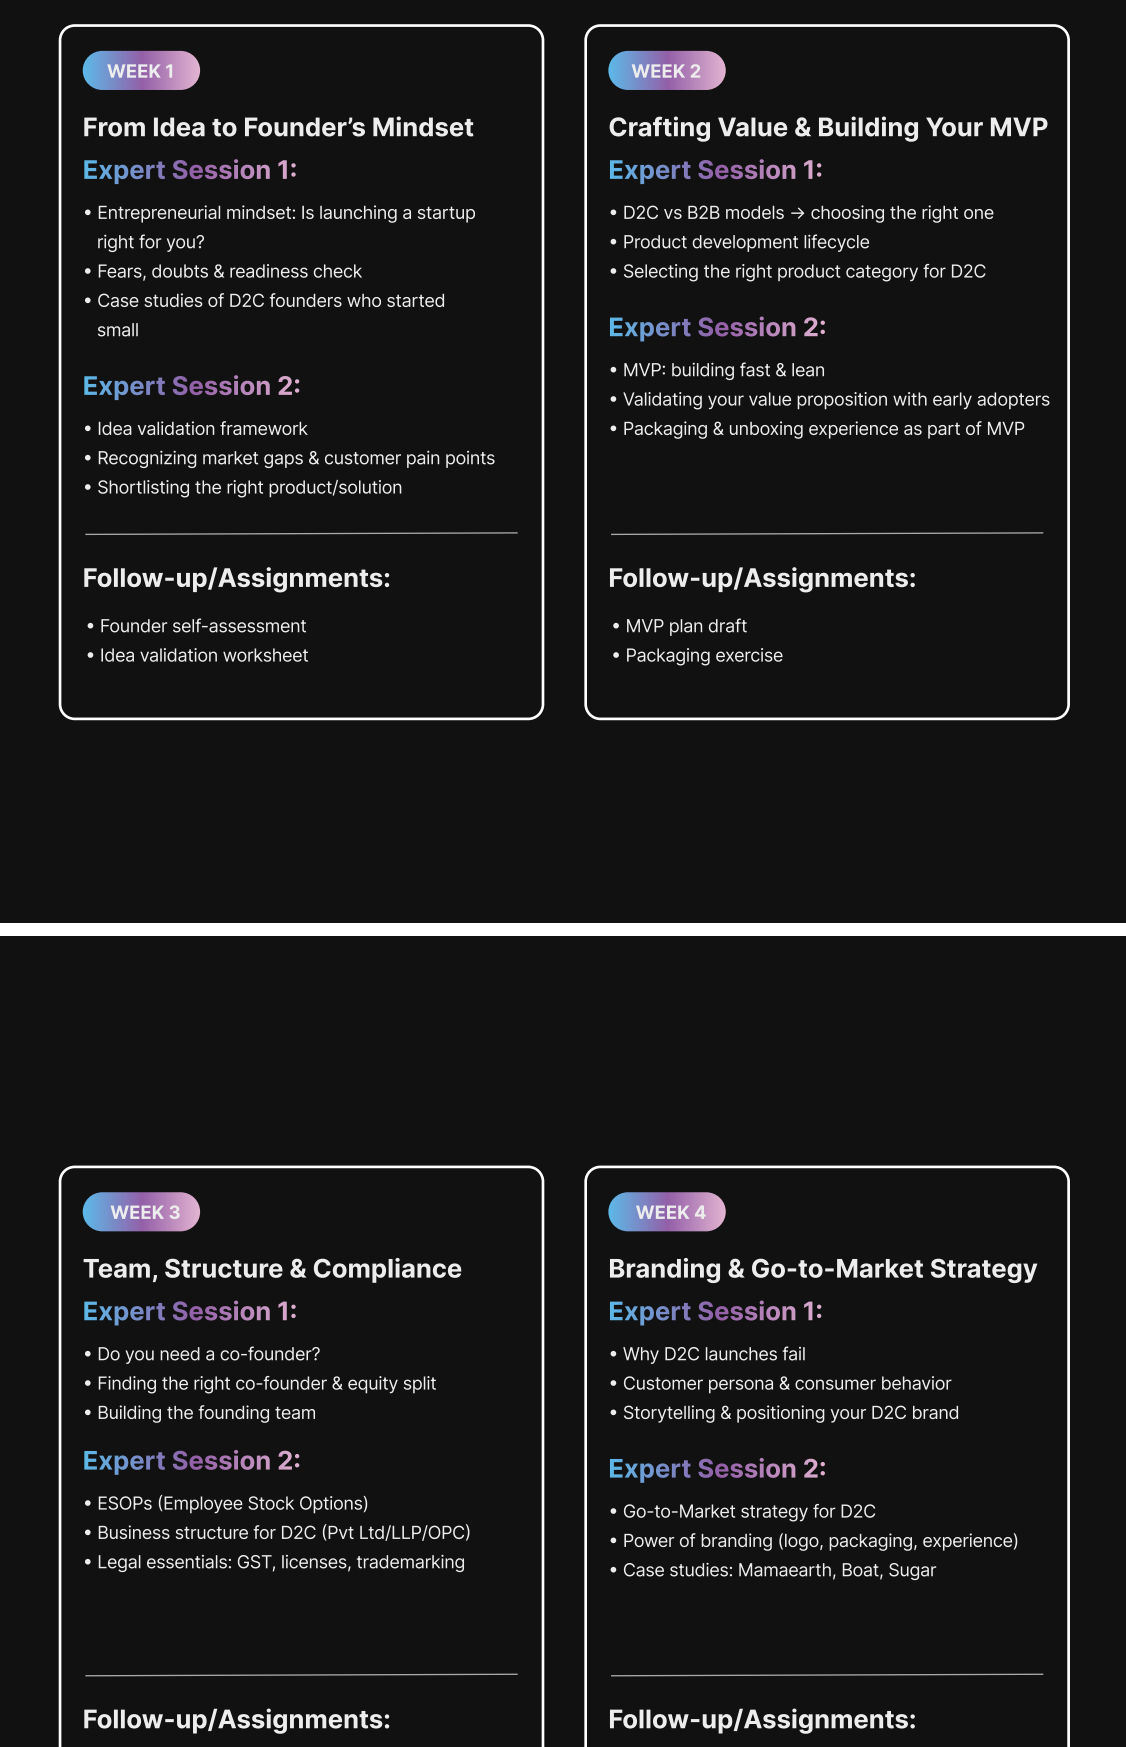 WEEK 1
From Idea to Founder’s Mindset
Expert Session 1:
• Entrepreneurial mindset: Is launching a startup
right for you?
• Fears, doubts & readiness check
• Case studies of D2C founders who started
small
Expert Session 2:
• Idea validation framework
• Recognizing market gaps & customer pain points
• Shortlisting the right product/solution
Follow-up/Assignments:
• Founder self-assessment
• Idea validation worksheet
WEEK 2
Crafting Value & Building Your MVP
Expert Session 1:
• D2C vs B2B models → choosing the right one
• Product development lifecycle
• Selecting the right product category for D2C
Expert Session 2:
• MVP: building fast & lean
• Validating your value proposition with early adopters
• Packaging & unboxing experience as part of MVP
Follow-up/Assignments:
• MVP plan draft
• Packaging exercise
WEEK 3
Team, Structure & Compliance
Expert Session 1:
• Do you need a co-founder?
• Finding the right co-founder & equity split
• Building the founding team
Expert Session 2:
• ESOPs (Employee Stock Options)
• Business structure for D2C (Pvt Ltd/LLP/OPC)
• Legal essentials: GST, licenses, trademarking
Follow-up/Assignments:
WEEK 4
Branding & Go-to-Market Strategy
Expert Session 1:
• Why D2C launches fail
• Customer persona & consumer behavior
• Storytelling & positioning your D2C brand
Expert Session 2:
• Go-to-Market strategy for D2C
• Power of branding (logo, packaging, experience)
• Case studies: Mamaearth, Boat, Sugar
Follow-up/Assignments: